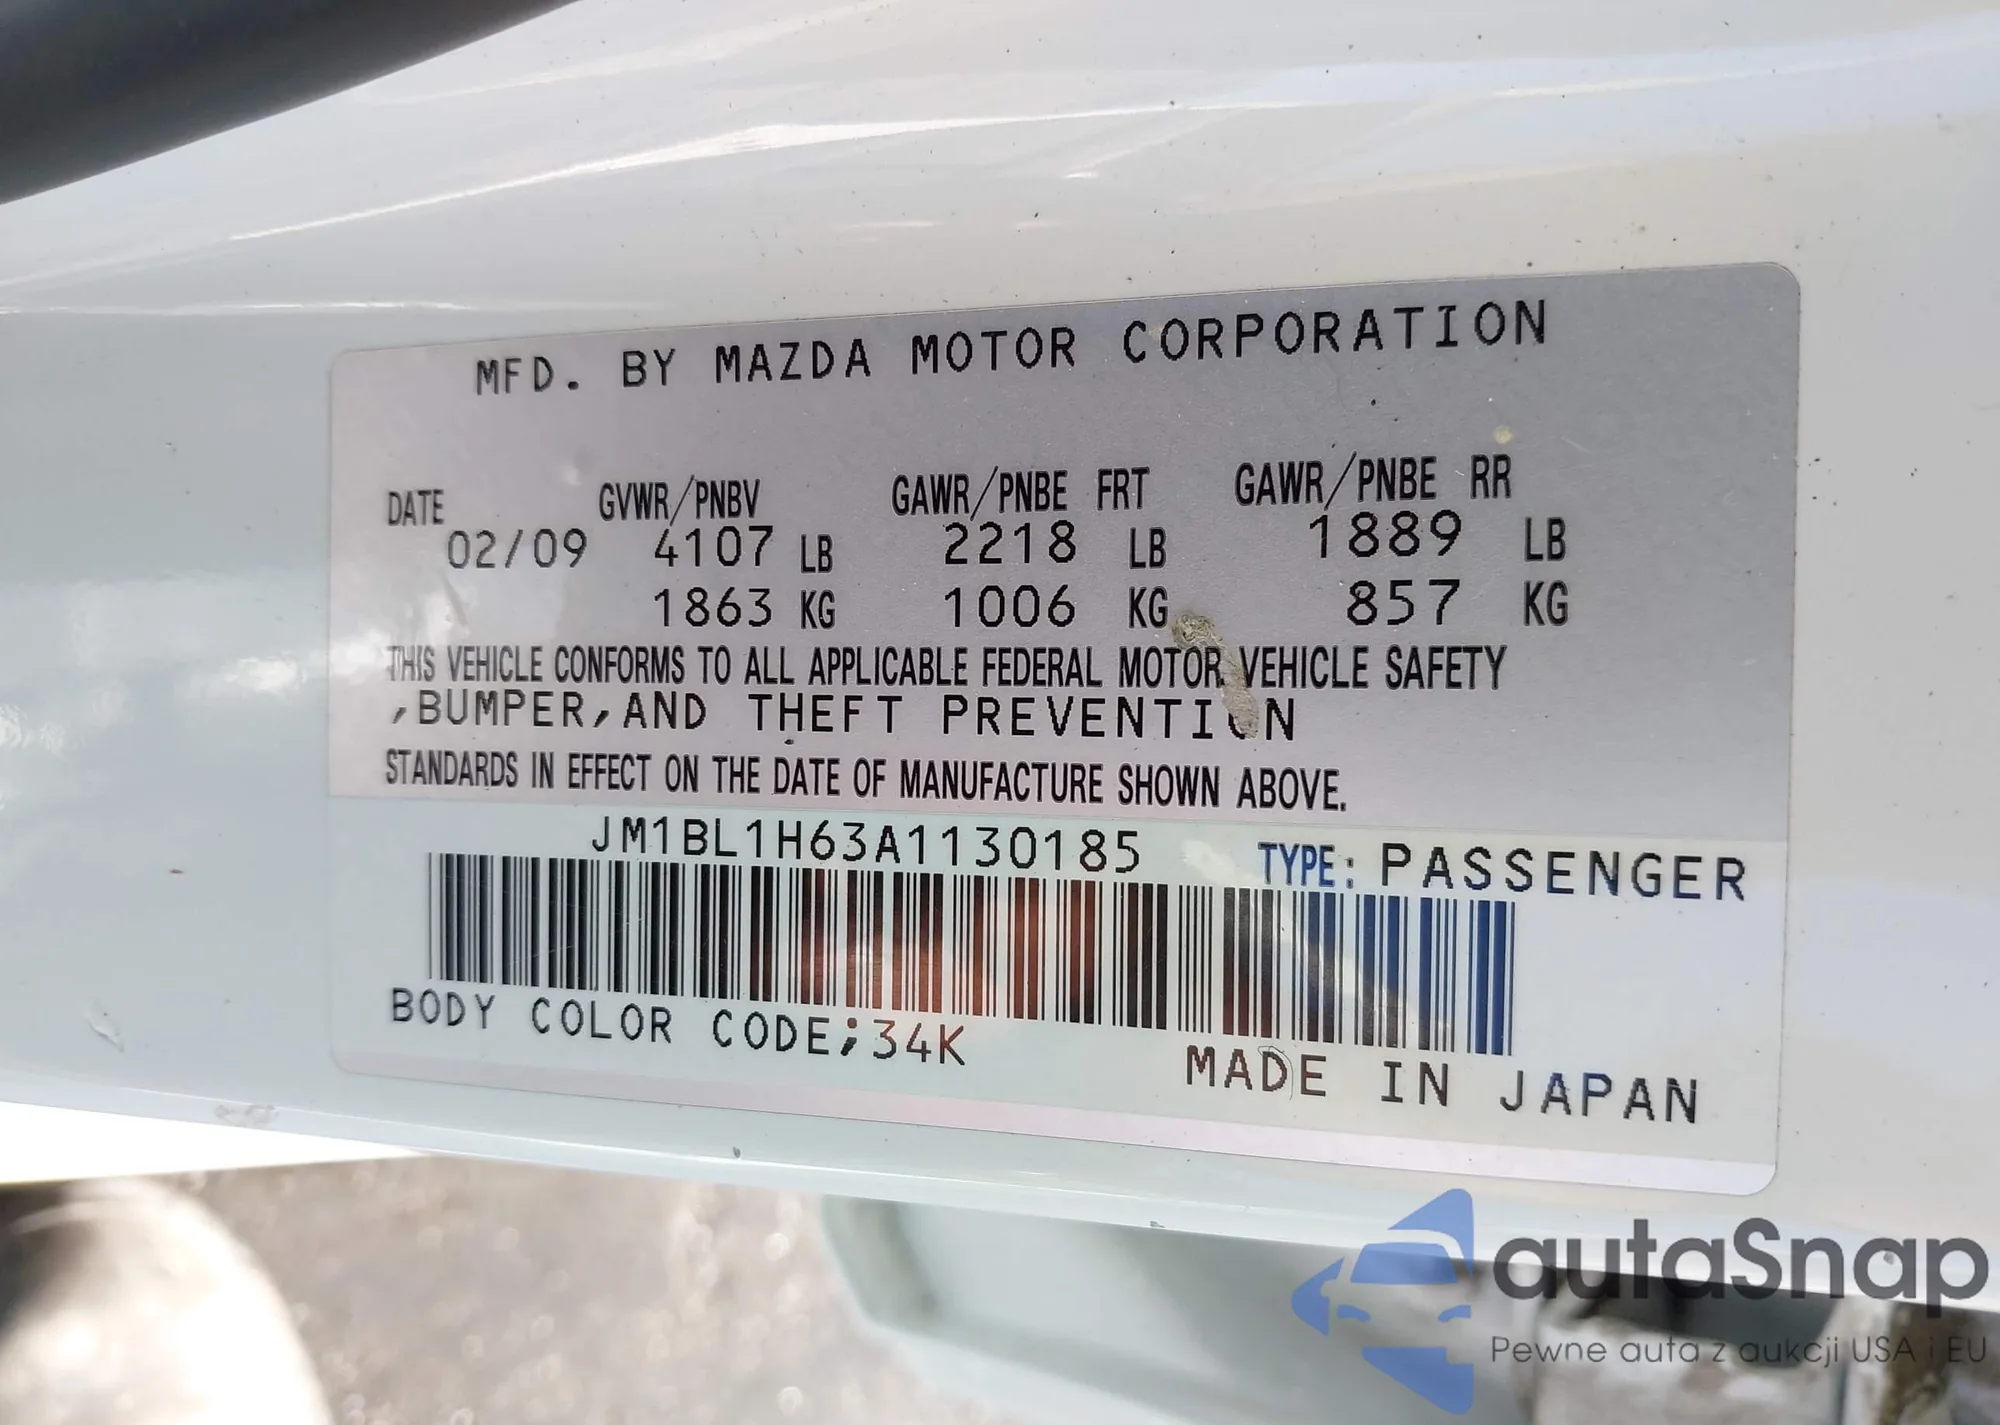 MFD. BY MAZDA MOTOR CORPORATION
DATE GVWR/PNBV GAWR/PNBE FRT GAWR/PNBE RR
02/09 4107 LB 2218 LB 1889 LB
1863 KG 1006 KG 857 KG
THIS VEHICLE CONFORMS TO ALL APPLICABLE FEDERAL MOTOR VEHICLE SAFETY
,BUMPER,AND THEFT PREVENTION
STANDARDS IN EFFECT ON THE DATE OF MANUFACTURE SHOWN ABOVE.
JM1BL1H63A1130185 TYPE: PASSENGER
BODY COLOR CODE;34K
MADE IN JAPAN
autaSnap
Pewne auta z aukcji USA i EU